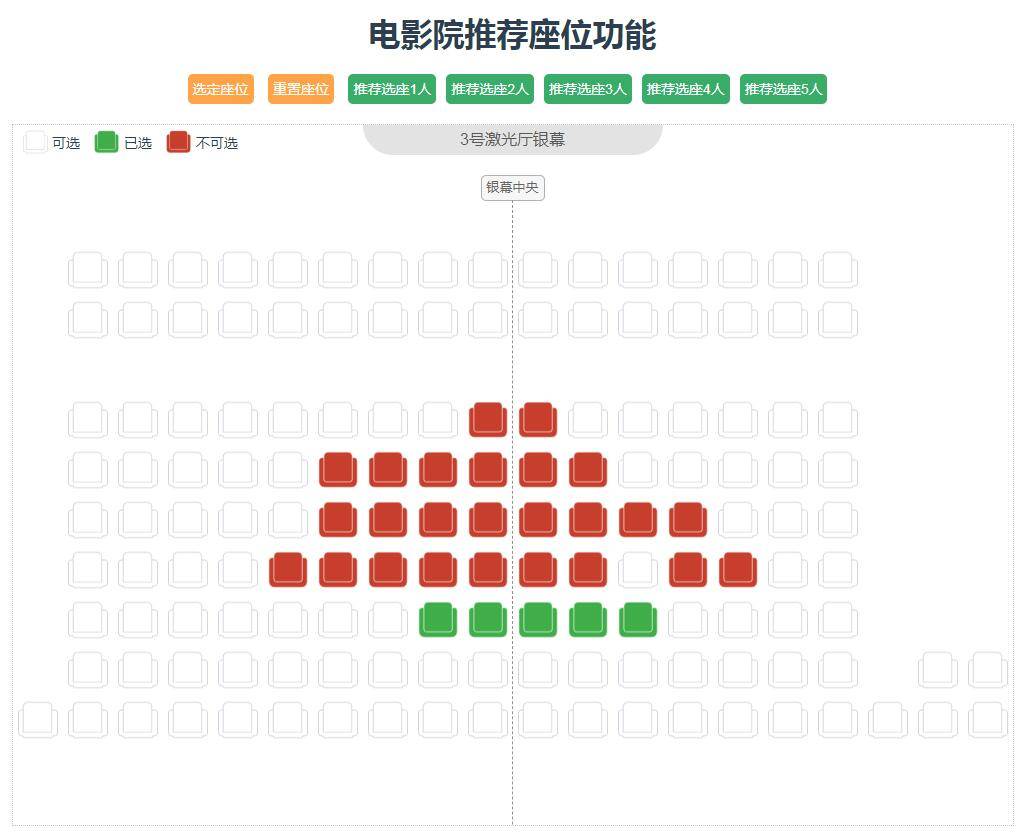 电影院推荐座位功能
选定座位 重置座位 推荐选座1人 推荐选座2人 推荐选座3人 推荐选座4人 推荐选座5人
可选 已选 不可选
3号激光厅银幕
银幕中央